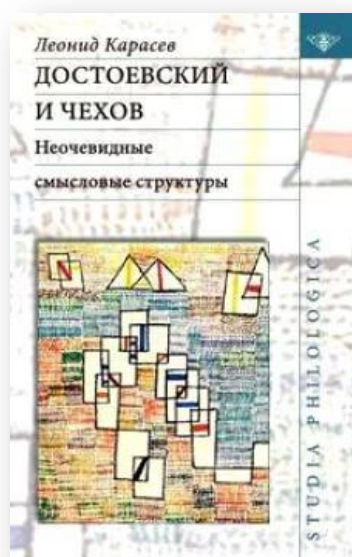 Леонид Карасев
ДОСТОЕВСКИЙ
И ЧЕХОВ
Неочевидные
смысловые структуры
STUDIA PHILOLOGICA